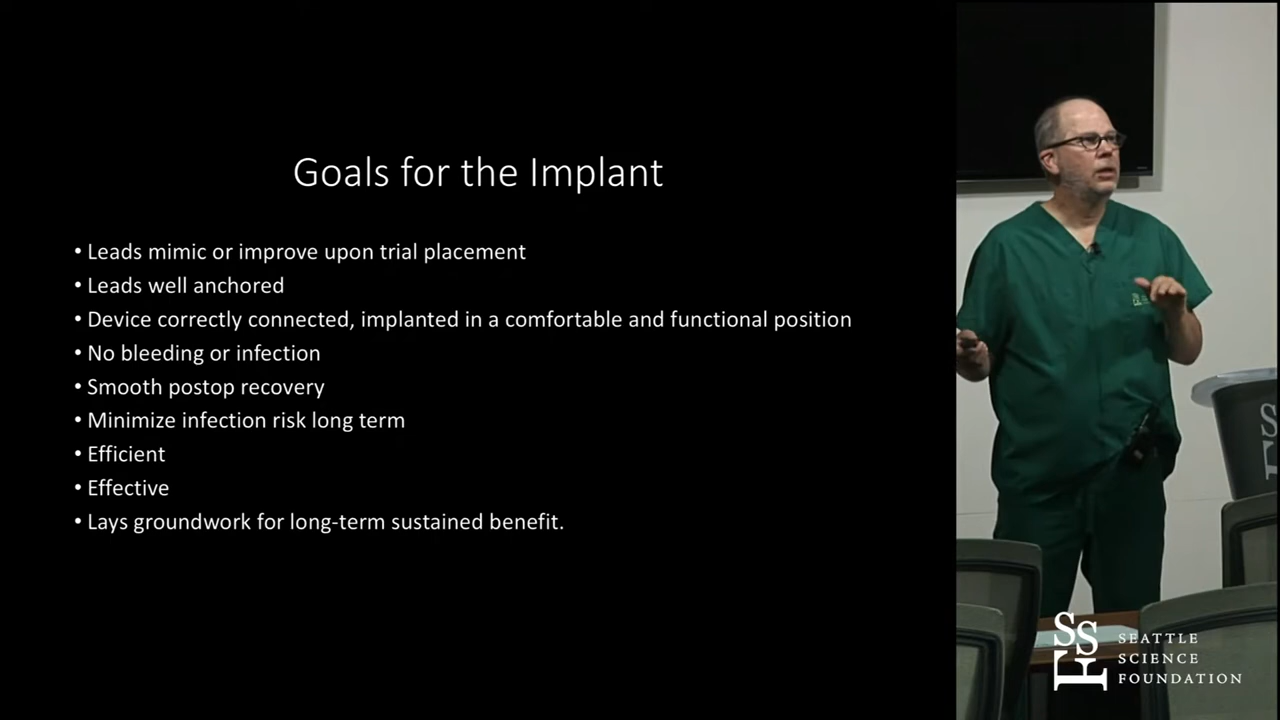 Goals for the Implant
• Leads mimic or improve upon trial placement
• Leads well anchored
• Device correctly connected, implanted in a comfortable and functional position
• No bleeding or infection
• Smooth postop recovery
• Minimize infection risk long term
• Efficient
• Effective
• Lays groundwork for long-term sustained benefit.
SSF
SEATTLE
SCIENCE
FOUNDATION